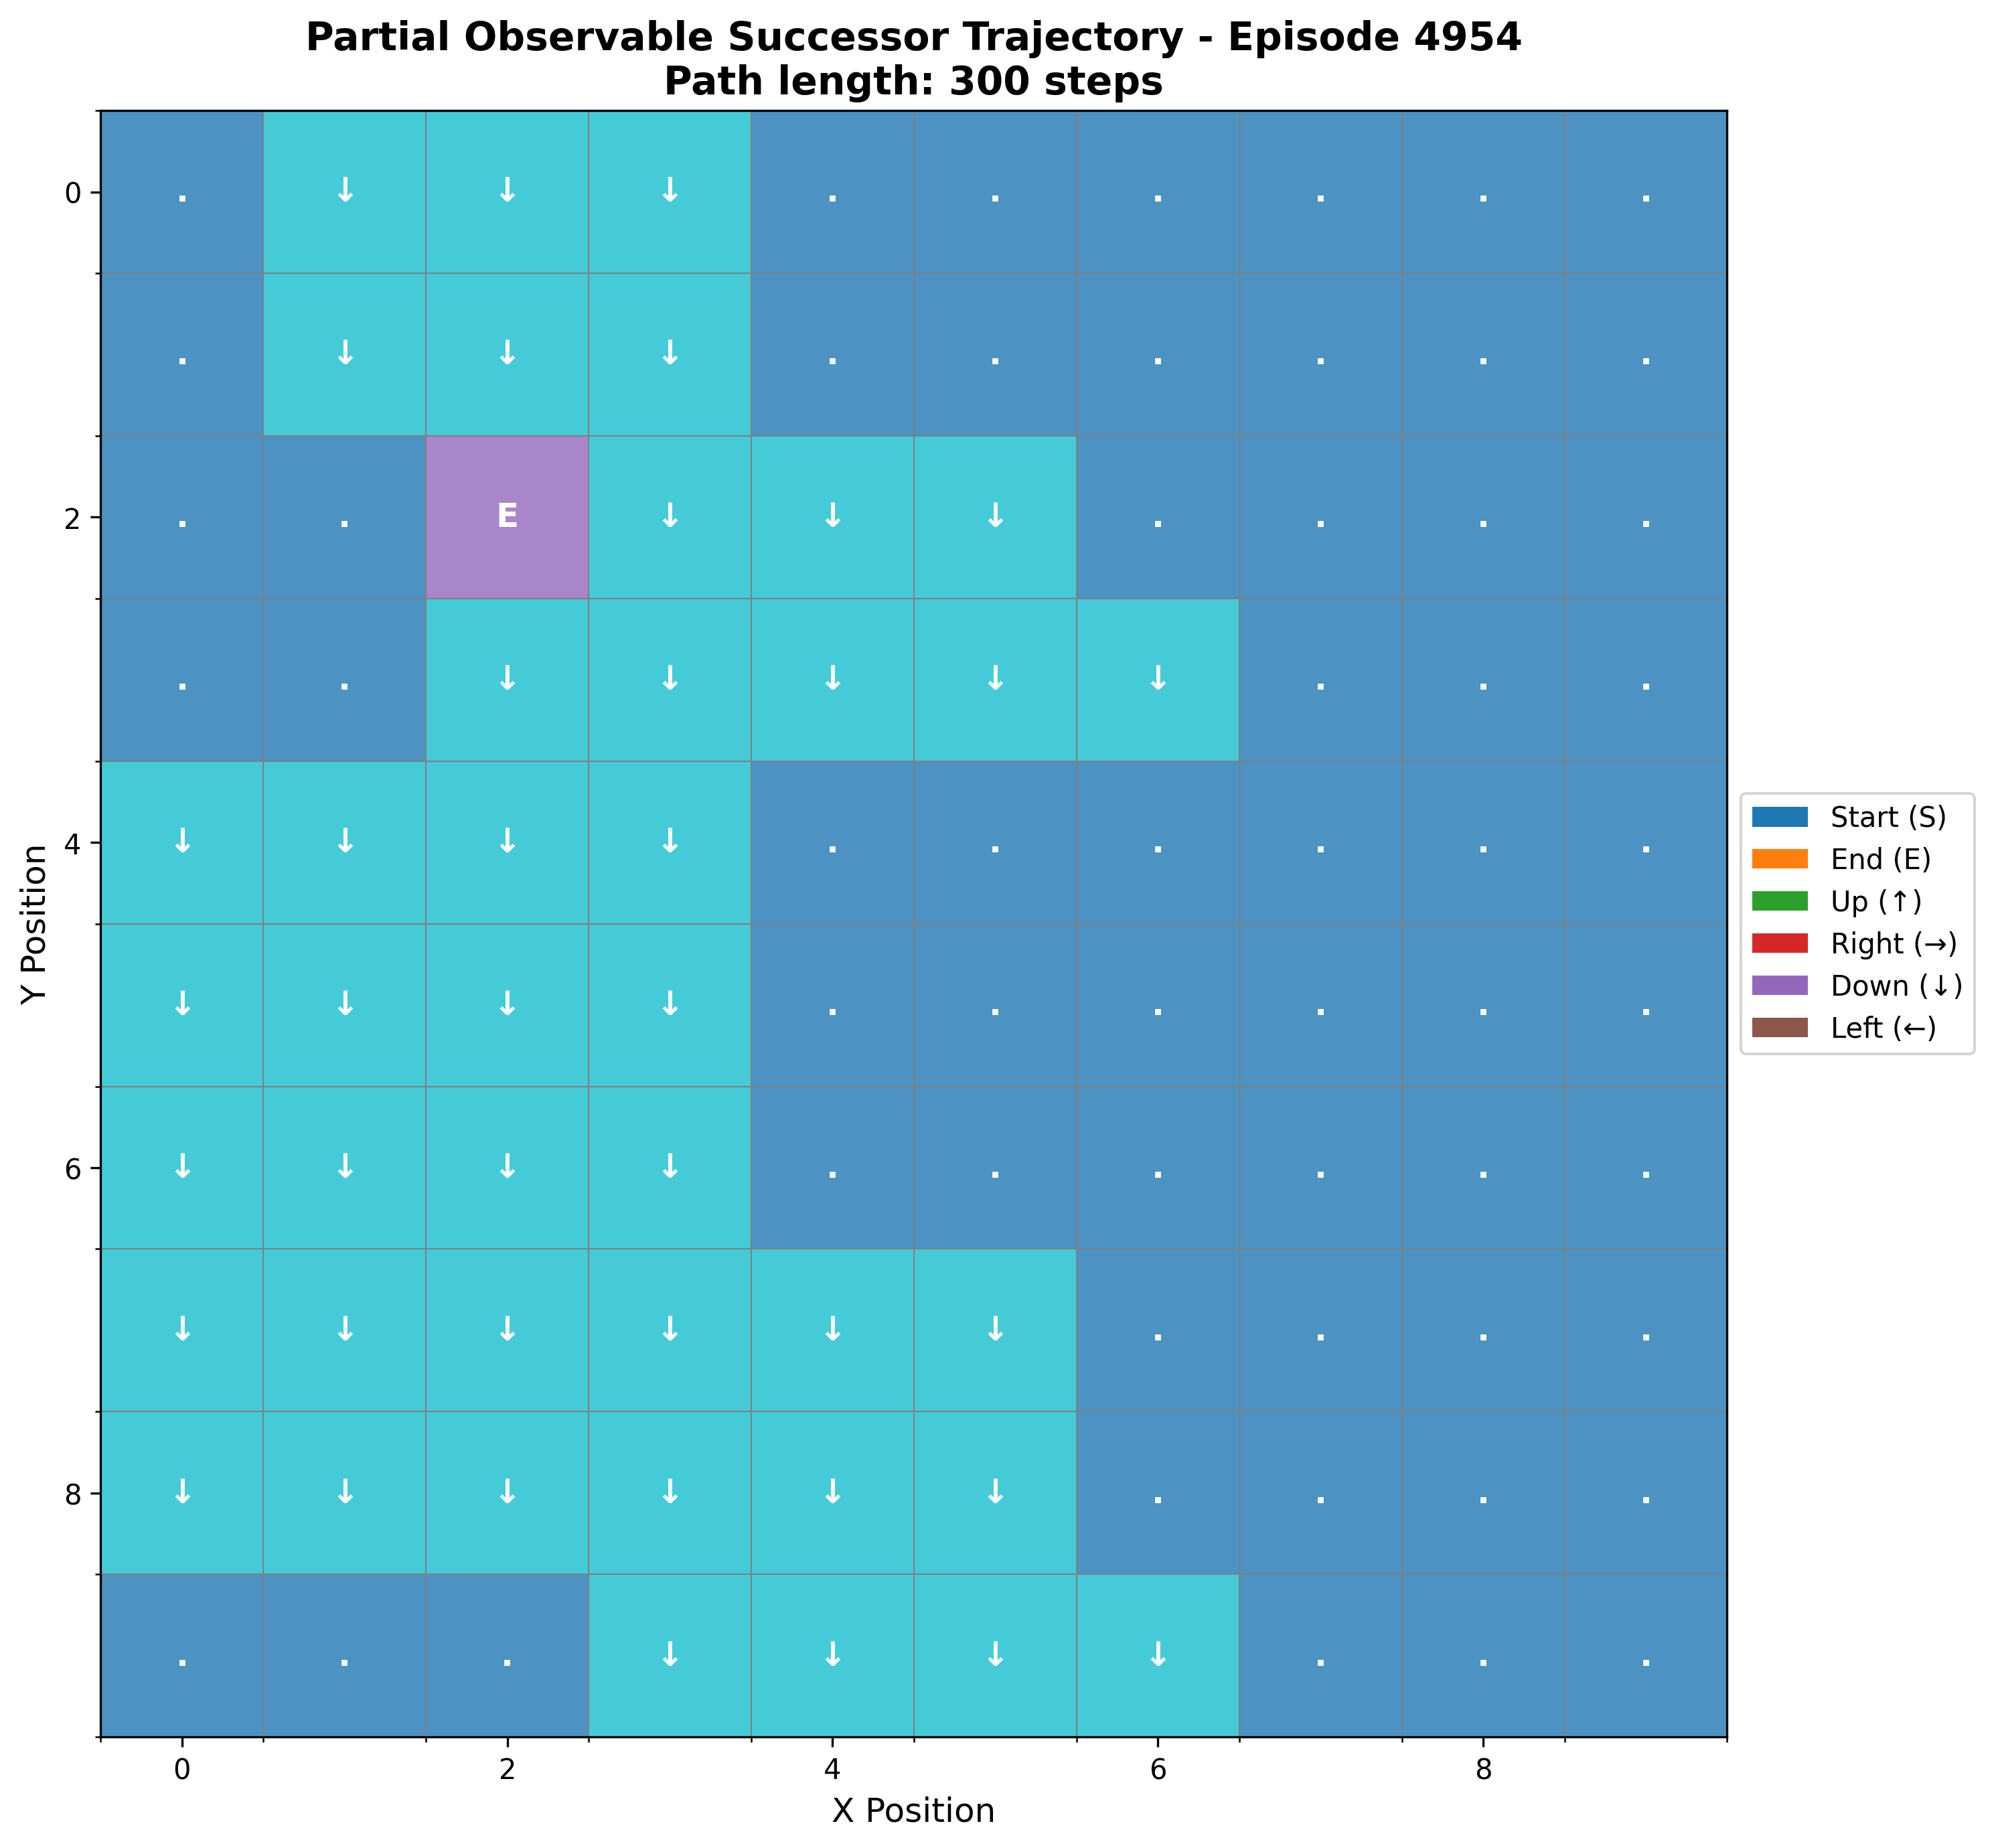 Partial Observable Successor Trajectory - Episode 4954
Path length: 300 steps
0 . ↓ ↓ ↓ . . . . . .
. ↓ ↓ ↓ . . . . . .
2 . . E ↓ ↓ ↓ . . . .
. . ↓ ↓ ↓ ↓ ↓ . . .
4 ↓ ↓ ↓ ↓ . . . . . .
↓ ↓ ↓ ↓ . . . . . .
6 ↓ ↓ ↓ ↓ . . . . . .
↓ ↓ ↓ ↓ ↓ ↓ . . . .
8 ↓ ↓ ↓ ↓ ↓ ↓ . . . .
. . . ↓ ↓ ↓ ↓ . . .
0 2 4 6 8
X Position
Y Position
Start (S)
End (E)
Up (↑)
Right (→)
Down (↓)
Left (←)